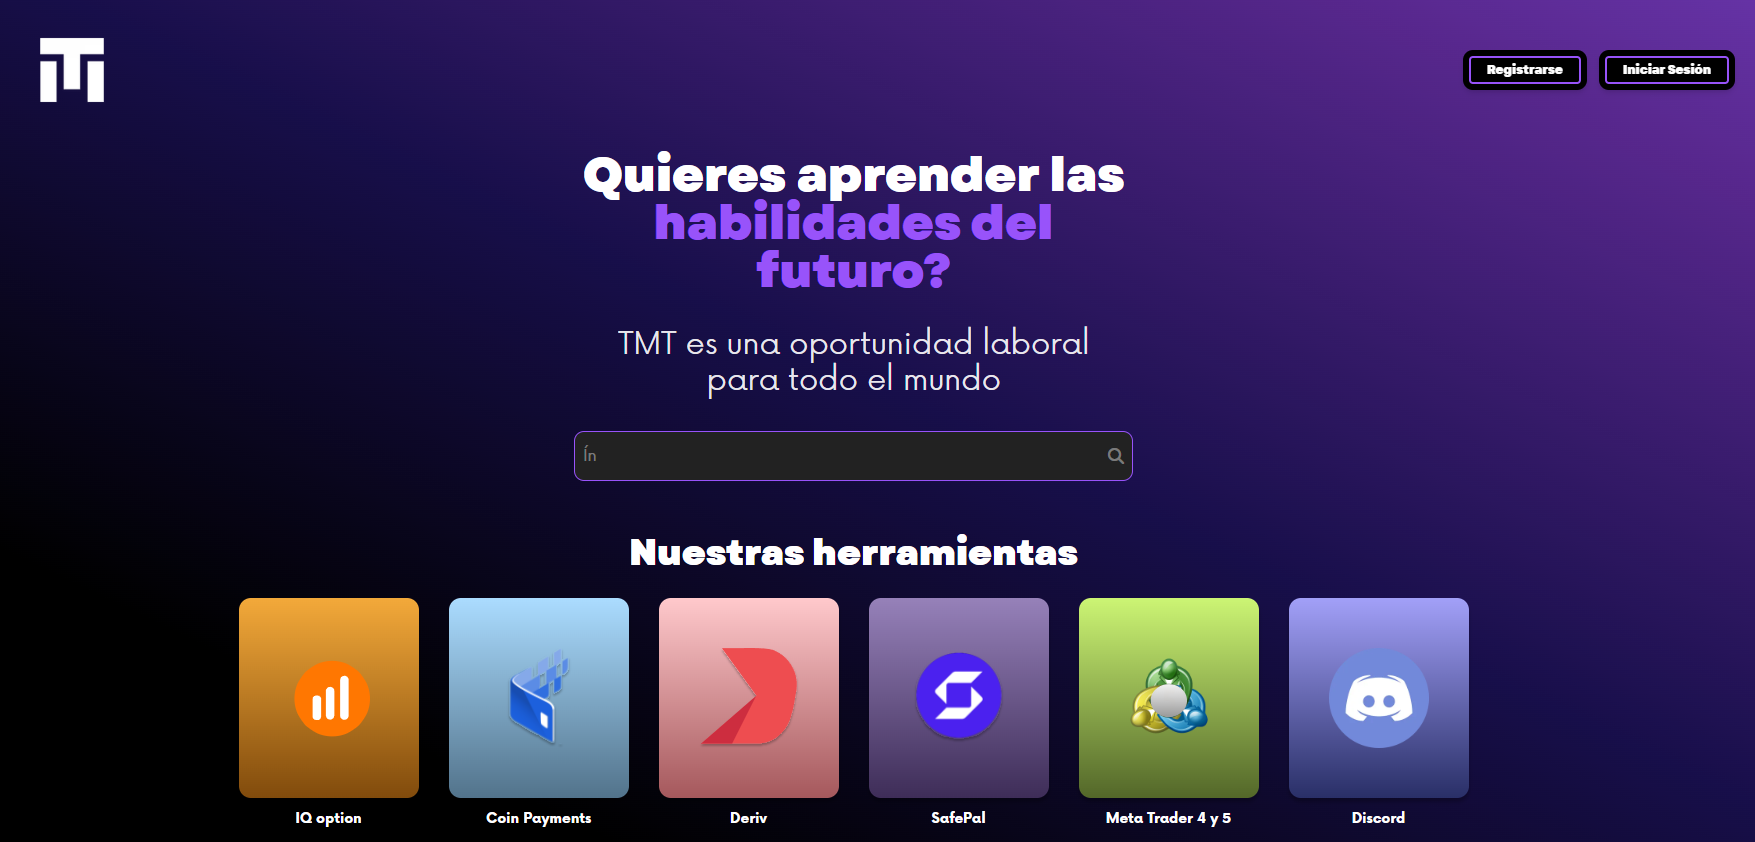 Registrarse
Iniciar Sesión
Quieres aprender las
habilidades del
futuro?
TMT es una oportunidad laboral
para todo el mundo
Ín
Nuestras herramientas
IQ option
Coin Payments
Deriv
SafePal
Meta Trader 4 y 5
Discord